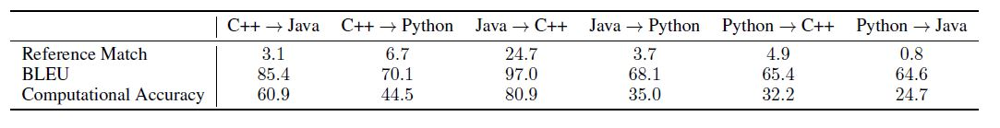 C++ → Java C++ → Python Java → C++ Java → Python Python → C++ Python → Java
Reference Match 3.1 6.7 24.7 3.7 4.9 0.8
BLEU 85.4 70.1 97.0 68.1 65.4 64.6
Computational Accuracy 60.9 44.5 80.9 35.0 32.2 24.7